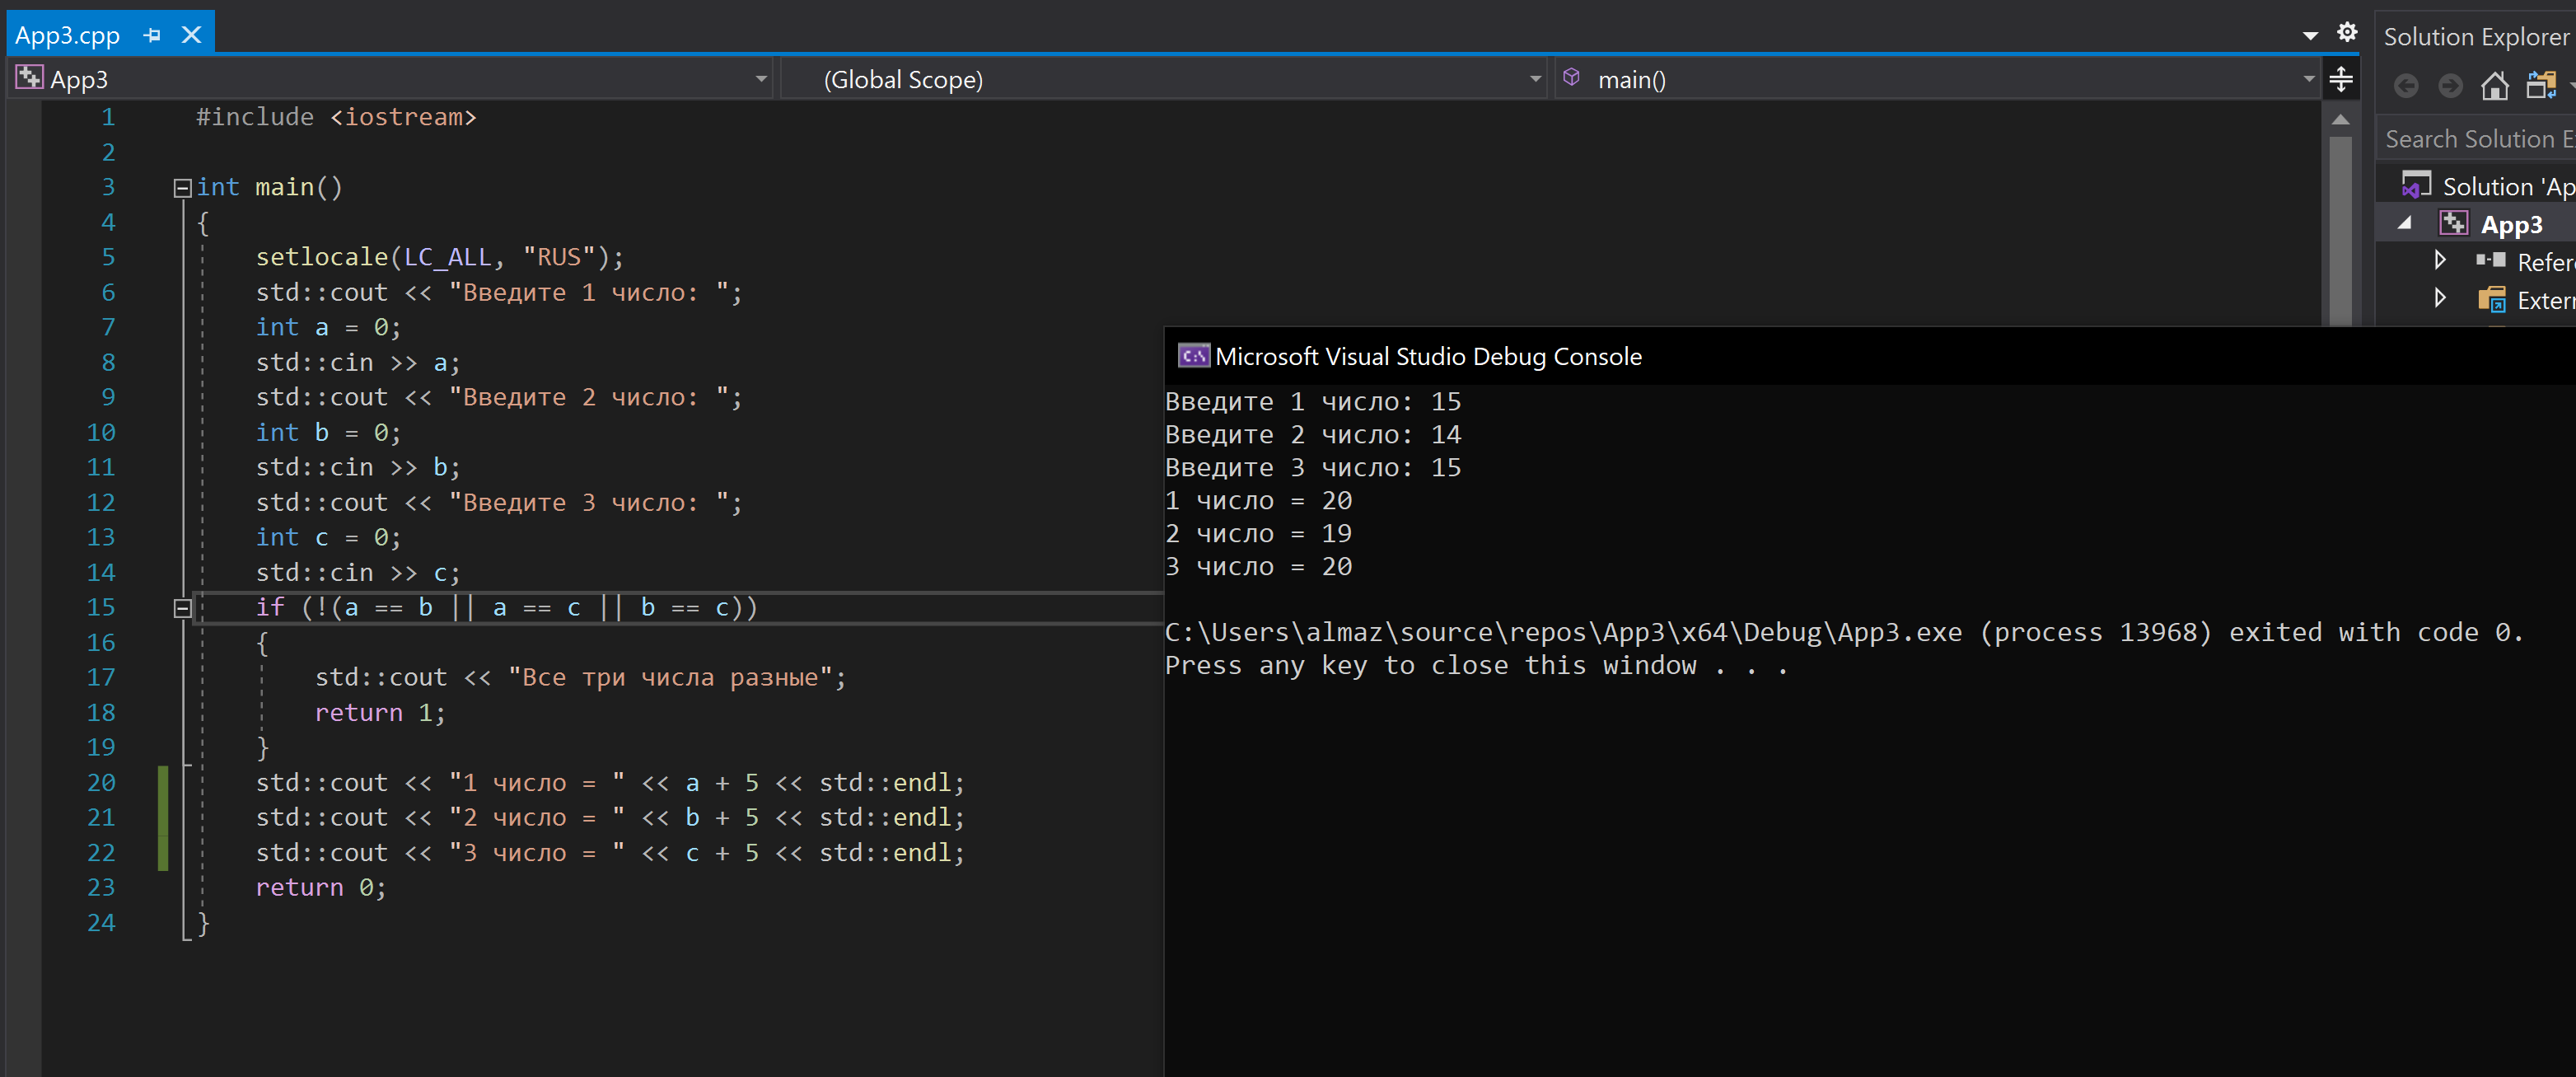 App3.cpp
App3
(Global Scope)
main()
1 #include <iostream>
2
3 int main()
4 {
5 setlocale(LC_ALL, "RUS");
6 std::cout << "Введите 1 число: ";
7 int a = 0;
8 std::cin >> a;
9 std::cout << "Введите 2 число: ";
10 int b = 0;
11 std::cin >> b;
12 std::cout << "Введите 3 число: ";
13 int c = 0;
14 std::cin >> c;
15 if (!(a == b || a == c || b == c))
16 {
17 std::cout << "Все три числа разные";
18 return 1;
19 }
20 std::cout << "1 число = " << a + 5 << std::endl;
21 std::cout << "2 число = " << b + 5 << std::endl;
22 std::cout << "3 число = " << c + 5 << std::endl;
23 return 0;
24 }
Microsoft Visual Studio Debug Console
Введите 1 число: 15
Введите 2 число: 14
Введите 3 число: 15
1 число = 20
2 число = 19
3 число = 20
C:\Users\almaz\source\repos\App3\x64\Debug\App3.exe (process 13968) exited with code 0.
Press any key to close this window . . .
Solution Explorer
Search Solution E
Solution 'Ap
App3
Refer
Extern